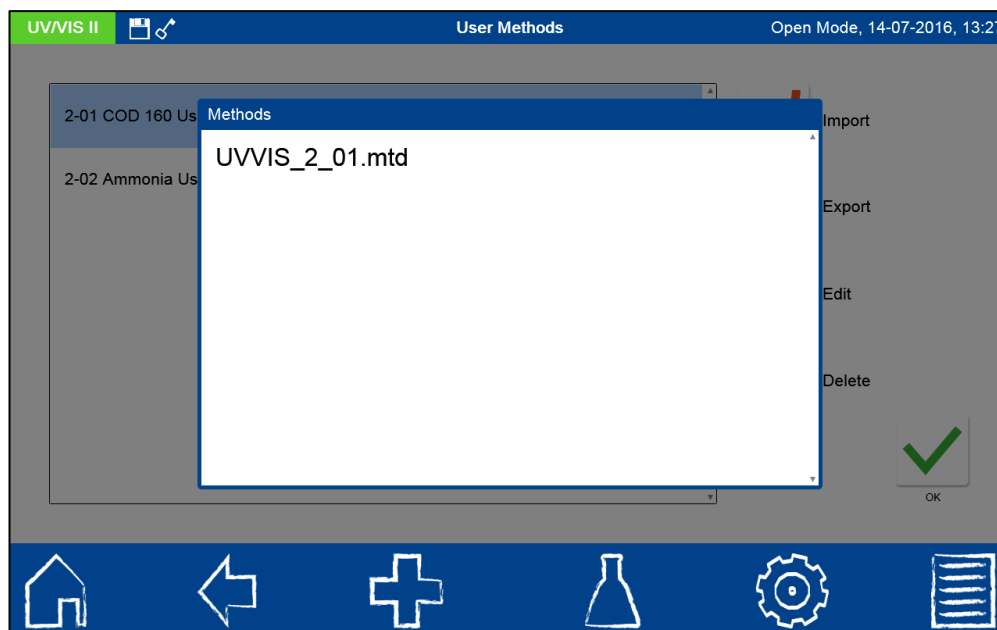 UV/VIS II
User Methods
Open Mode, 14-07-2016, 13:27
2-01 COD 160 Us
2-02 Ammonia Us
Methods
UVVIS_2_01.mtd
Import
Export
Edit
Delete
OK